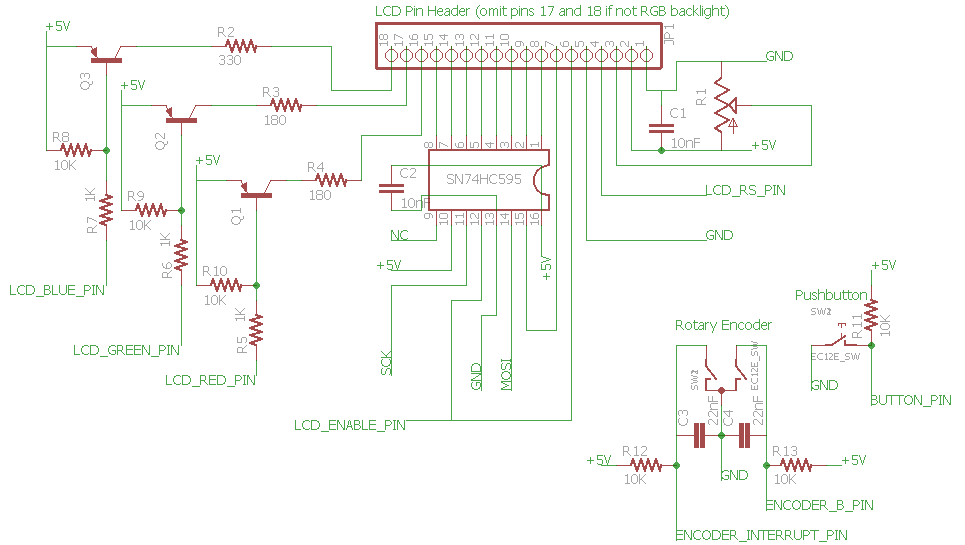 LCD Pin Header (omit pins 17 and 18 if not RGB backlight)
+5V
R2
330
18 17 16 15 14 13 12 11 10 9 8 7 6 5 4 3 2 1
JP1
GND
Q3
+5V
R3
180
R1
C1
10nF
+5V
R8
10K
Q2
+5V
R4
180
8 7 6 5 4 3 2 1
SN74HC595
C2
10nF
9 10 11 12 13 14 15 16
LCD_RS_PIN
1K
R7
R9
10K
Q1
NC
GND
1K
R6
+5V
+5V
+5V
LCD_BLUE_PIN
R10
10K
Pushbutton
SW2
R11
10K
1K
R5
Rotary Encoder
LCD_GREEN_PIN
SCK
GND
MOSI
SW2
EC12E_SW
EC12E_SW
GND
LCD_RED_PIN
BUTTON_PIN
LCD_ENABLE_PIN
C3
22nF
C4
22nF
+5V
R12
10K
GND
R13
10K
+5V
ENCODER_B_PIN
ENCODER_INTERRUPT_PIN